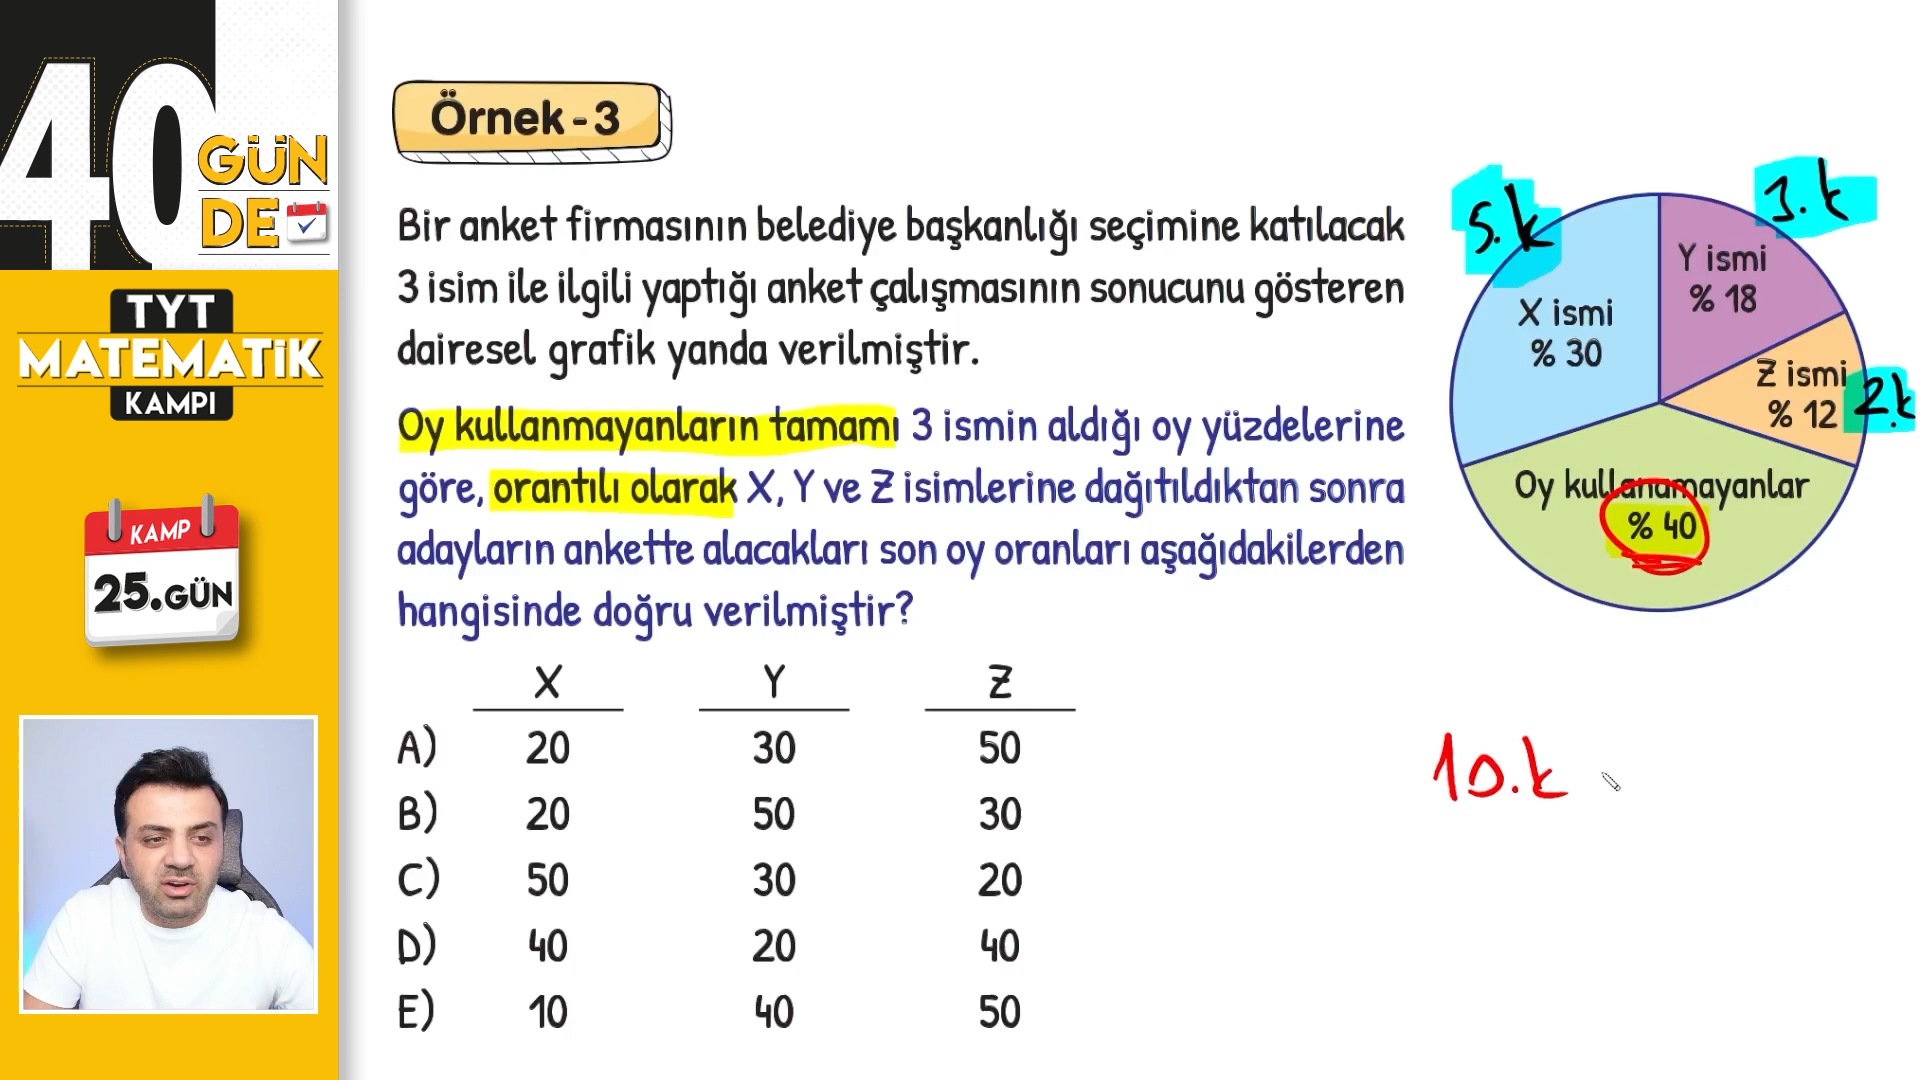 40
GÜN
DE
TYT
MATEMATİK
KAMPI
KAMP
25.GÜN
Örnek - 3
Bir anket firmasının belediye başkanlığı seçimine katılacak
3 isim ile ilgili yaptığı anket çalışmasının sonucunu gösteren
dairesel grafik yanda verilmiştir.
Oy kullanmayanların tamamı 3 ismin aldığı oy yüzdelerine
göre, orantılı olarak X, Y ve Z isimlerine dağıtıldıktan sonra
adayların ankette alacakları son oy oranları aşağıdakilerden
hangisinde doğru verilmiştir?
X Y Z
A) 20 30 50
B) 20 50 30
C) 50 30 20
D) 40 20 40
E) 10 40 50
5.k
3.k
Y ismi
% 18
X ismi
% 30
Z ismi
% 12
2.k
Oy kullanamayanlar
% 40
10.k